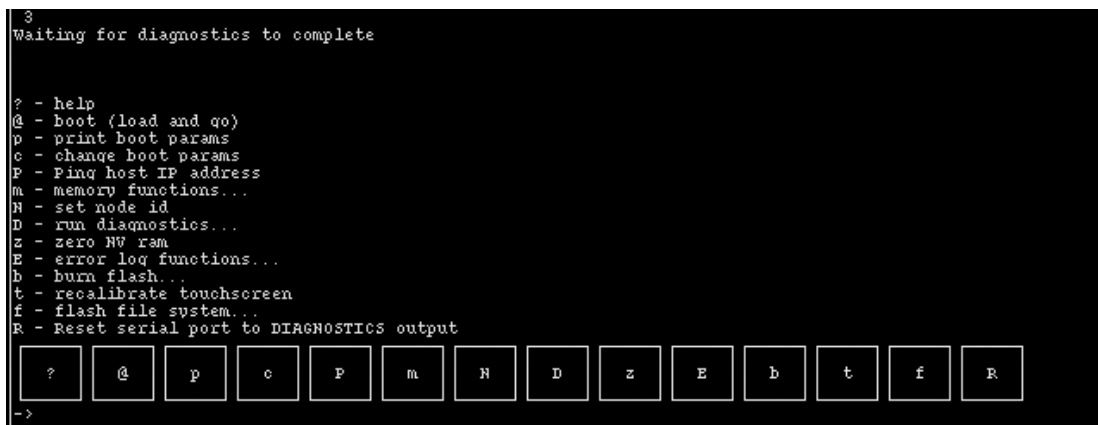 3
Waiting for diagnostics to complete
? - help
@ - boot (load and go)
p - print boot params
c - change boot params
P - Ping host IP address
m - memory functions...
N - set node id
D - run diagnostics...
z - zero NV ram
E - error log functions...
b - burn flash...
t - recalibrate touchscreen
f - flash file system...
R - Reset serial port to DIAGNOSTICS output
? @ p c P m N D z E b t f R
->